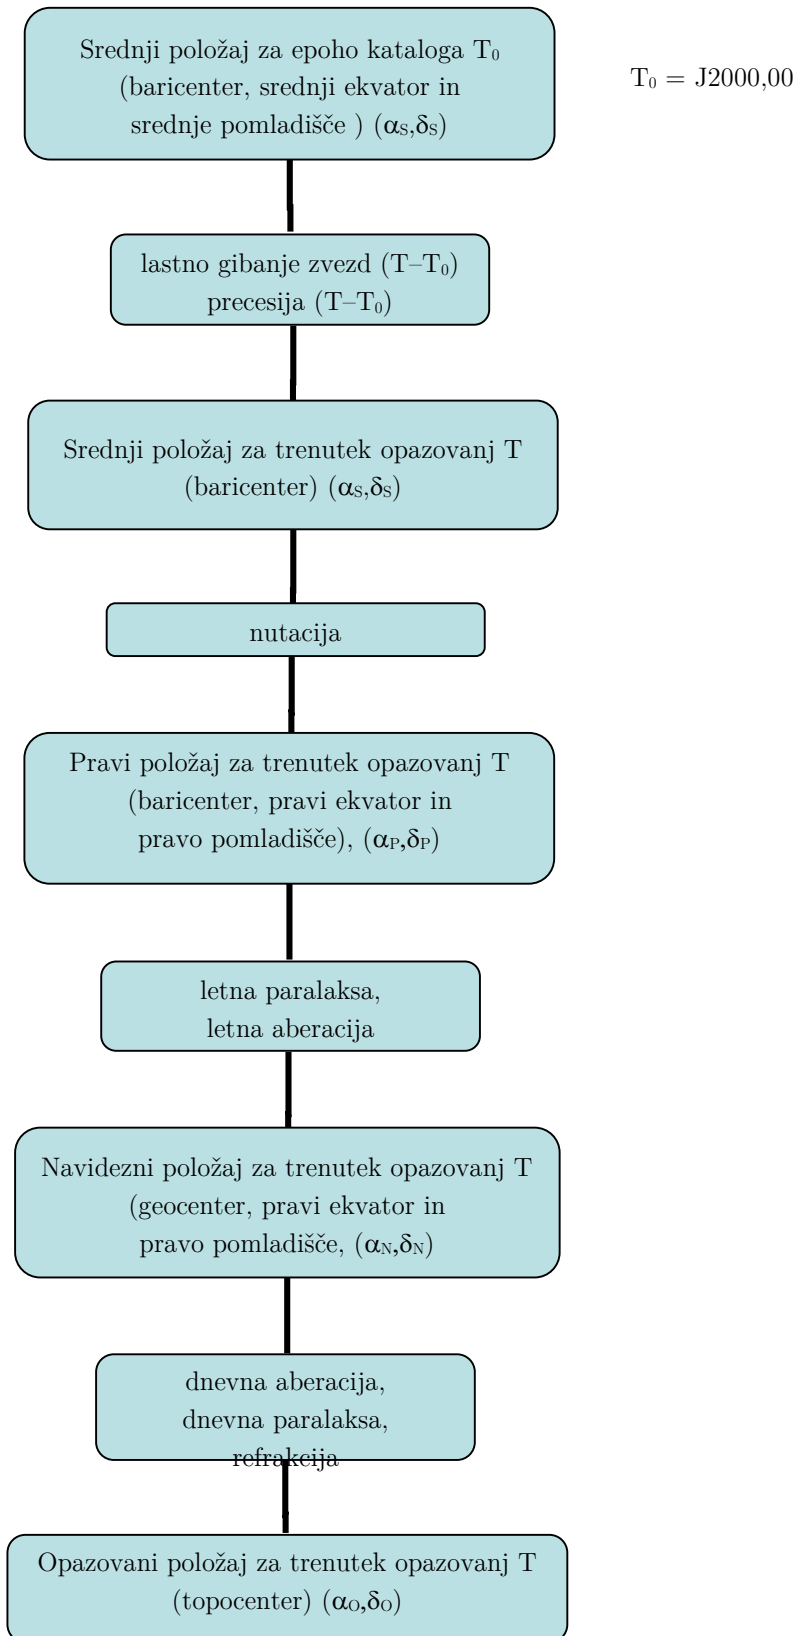 Srednji položaj za epoho kataloga T₀
(baricenter, srednji ekvator in
srednje pomladišče ) (αS,δS)
T₀ = J2000,00
lastno gibanje zvezd (T–T₀)
precesija (T–T₀)
Srednji položaj za trenutek opazovanj T
(baricenter) (αS,δS)
nutacija
Pravi položaj za trenutek opazovanj T
(baricenter, pravi ekvator in
pravo pomladišče), (αP,δP)
letna paralaksa,
letna aberacija
Navidezni položaj za trenutek opazovanj T
(geocenter, pravi ekvator in
pravo pomladišče, (αN,δN)
dnevna aberacija,
dnevna paralaksa,
refrakcija
Opazovani položaj za trenutek opazovanj T
(topocenter) (αO,δO)